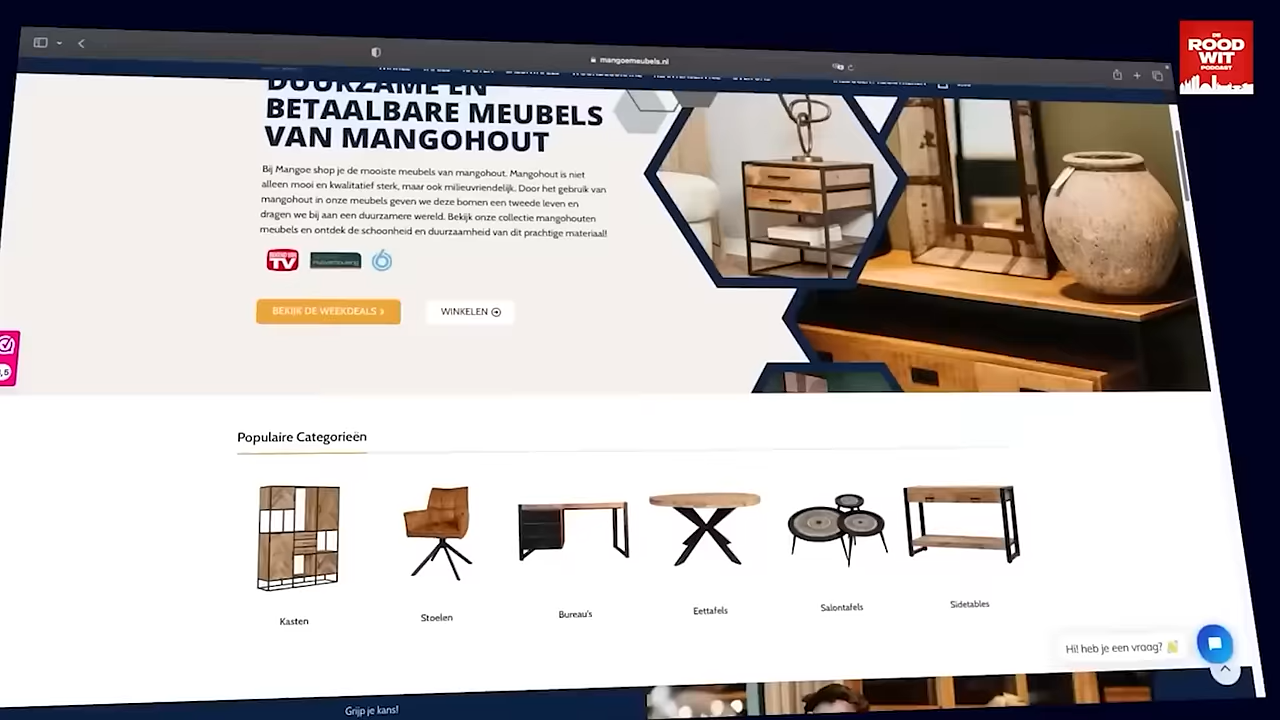 DE
ROOD
WIT
PODCAST
mangoemeubels.nl
DUURZAME EN
BETAALBARE MEUBELS
VAN MANGOHOUT
Bij Mangoe shop je de mooiste meubels van mangohout. Mangohout is niet
alleen mooi en kwalitatief sterk, maar ook milieuvriendelijk. Door het gebruik van
mangohout in onze meubels geven we deze bomen een tweede leven en
dragen we bij aan een duurzamere wereld. Bekijk onze collectie mangohouten
meubels en ontdek de schoonheid en duurzaamheid van dit prachtige materiaal!
TV
6
BEKIJK DE WEEKDEALS
WINKELEN
Populaire Categorieën
Kasten
Stoelen
Bureau's
Eettafels
Salontafels
Sidetables
Hi! heb je een vraag?
Grijp je kans!